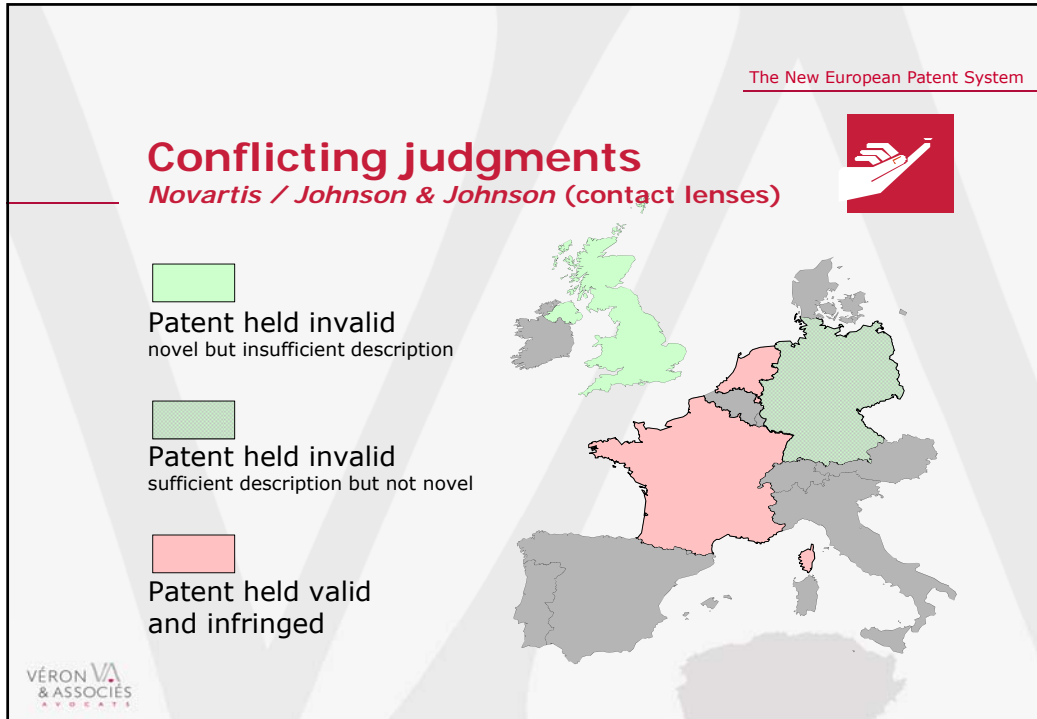 The New European Patent System
Conflicting judgments
Novartis / Johnson & Johnson (contact lenses)
Patent held invalid
novel but insufficient description
Patent held invalid
sufficient description but not novel
Patent held valid
and infringed
VÉRON VA
& ASSOCIÉS
AVOCATS